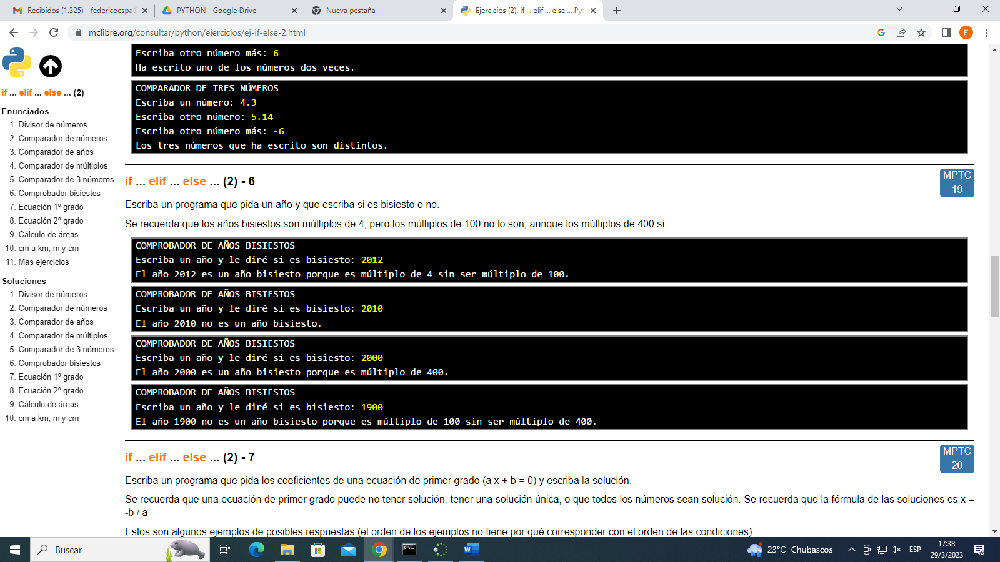 Recibidos (1.325) - federicoespa
PYTHON - Google Drive
Nueva pestaña
Ejercicios (2). if ... elif ... else ... Pyt
mclibre.org/consultar/python/ejercicios/ej-if-else-2.html
F
if ... elif ... else ... (2)
Enunciados
1. Divisor de números
2. Comparador de números
3. Comparador de años
4. Comparador de múltiplos
5. Comparador de 3 números
6. Comprobador bisiestos
7. Ecuación 1º grado
8. Ecuación 2º grado
9. Cálculo de áreas
10. cm a km, m y cm
11. Más ejercicios
Soluciones
1. Divisor de números
2. Comparador de números
3. Comparador de años
4. Comparador de múltiplos
5. Comparador de 3 números
6. Comprobador bisiestos
7. Ecuación 1º grado
8. Ecuación 2º grado
9. Cálculo de áreas
10. cm a km, m y cm
Escriba otro número más: 6
Ha escrito uno de los números dos veces.
COMPARADOR DE TRES NÚMEROS
Escriba un número: 4.3
Escriba otro número: 5.14
Escriba otro número más: -6
Los tres números que ha escrito son distintos.
if ... elif ... else ... (2) - 6
MPTC
19
Escriba un programa que pida un año y que escriba si es bisiesto o no.
Se recuerda que los años bisiestos son múltiplos de 4, pero los múltiplos de 100 no lo son, aunque los múltiplos de 400 sí.
COMPROBADOR DE AÑOS BISIESTOS
Escriba un año y le diré si es bisiesto: 2012
El año 2012 es un año bisiesto porque es múltiplo de 4 sin ser múltiplo de 100.
COMPROBADOR DE AÑOS BISIESTOS
Escriba un año y le diré si es bisiesto: 2010
El año 2010 no es un año bisiesto.
COMPROBADOR DE AÑOS BISIESTOS
Escriba un año y le diré si es bisiesto: 2000
El año 2000 es un año bisiesto porque es múltiplo de 400.
COMPROBADOR DE AÑOS BISIESTOS
Escriba un año y le diré si es bisiesto: 1900
El año 1900 no es un año bisiesto porque es múltiplo de 100 sin ser múltiplo de 400.
if ... elif ... else ... (2) - 7
MPTC
20
Escriba un programa que pida los coeficientes de una ecuación de primer grado (a x + b = 0) y escriba la solución.
Se recuerda que una ecuación de primer grado puede no tener solución, tener una solución única, o que todos los números sean solución. Se recuerda que la fórmula de las soluciones es x =
-b / a
Estos son algunos ejemplos de posibles respuestas (el orden de los ejemplos no tiene por qué corresponder con el orden de las condiciones):
Buscar
23°C Chubascos
ESP
17:38
29/3/2023